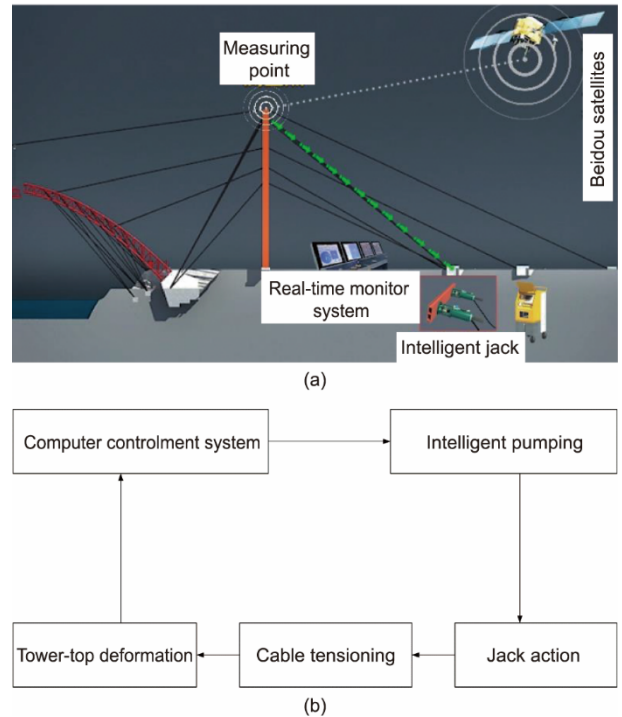 Measuring
point
Beidou satellites
Real-time monitor
system
Intelligent jack
(a)
Computer controlment system
Intelligent pumping
Tower-top deformation
Cable tensioning
Jack action
(b)